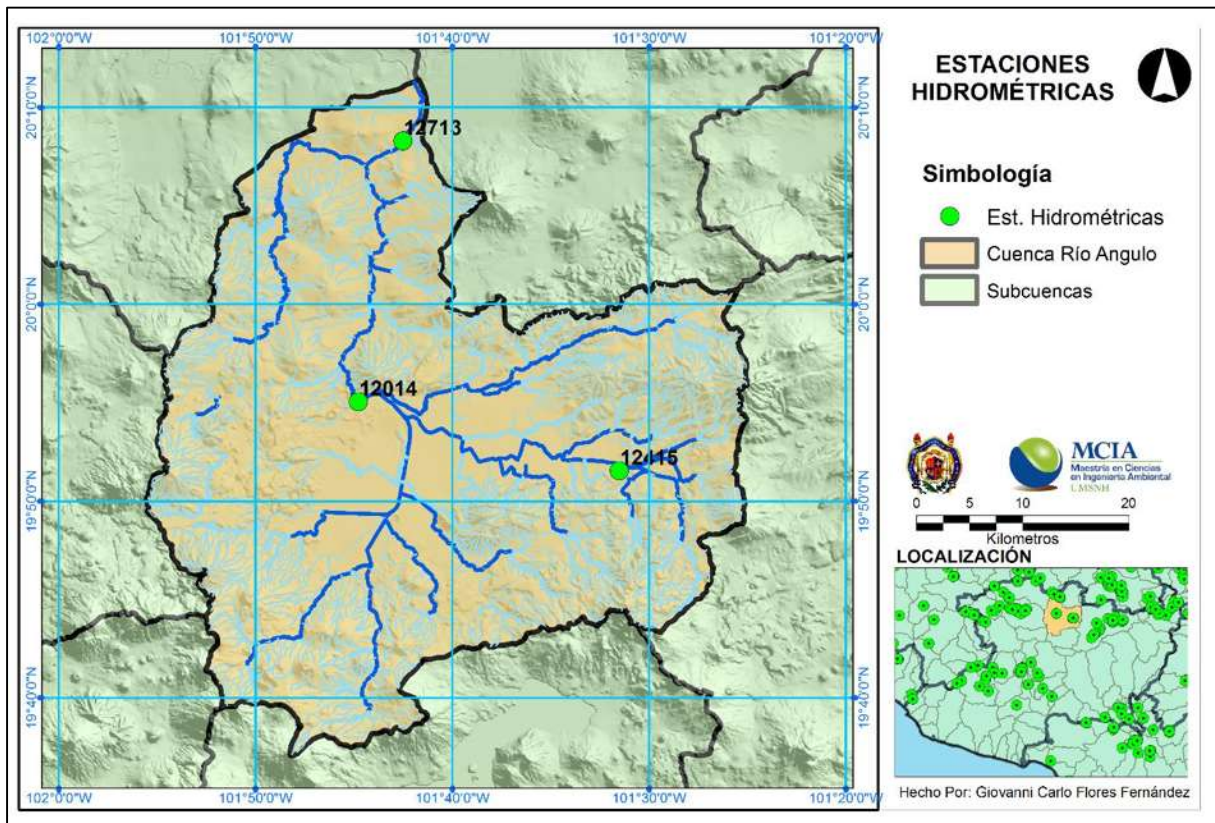 102°0'0"W
101°50'0"W
101°40'0"W
101°30'0"W
101°20'0"W
20°10'0"N
20°10'0"N
20°0'0"N
20°0'0"N
19°50'0"N
19°50'0"N
19°40'0"N
19°40'0"N
12713
12014
12415
102°0'0"W
101°50'0"W
101°40'0"W
101°30'0"W
101°20'0"W
ESTACIONES
HIDROMÉTRICAS
Simbología
Est. Hidrométricas
Cuenca Río Angulo
Subcuencas
MCIA
Maestría en Ciencias
en Ingeniería Ambiental
UMSNH
0 5 10 20
Kilometros
LOCALIZACIÓN
Hecho Por: Giovanni Carlo Flores Fernández